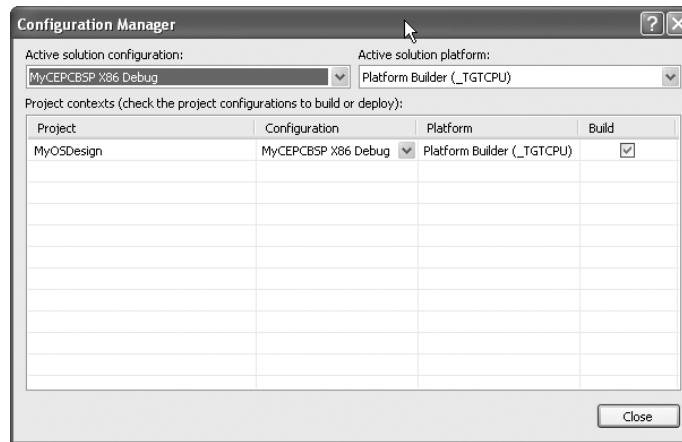 Configuration Manager
Active solution configuration: Active solution platform:
MyCEPCBSP X86 Debug Platform Builder (_TGTCPU)
Project contexts (check the project configurations to build or deploy):
Project Configuration Platform Build
MyOSDesign MyCEPCBSP X86 Debug Platform Builder (_TGTCPU)
Close